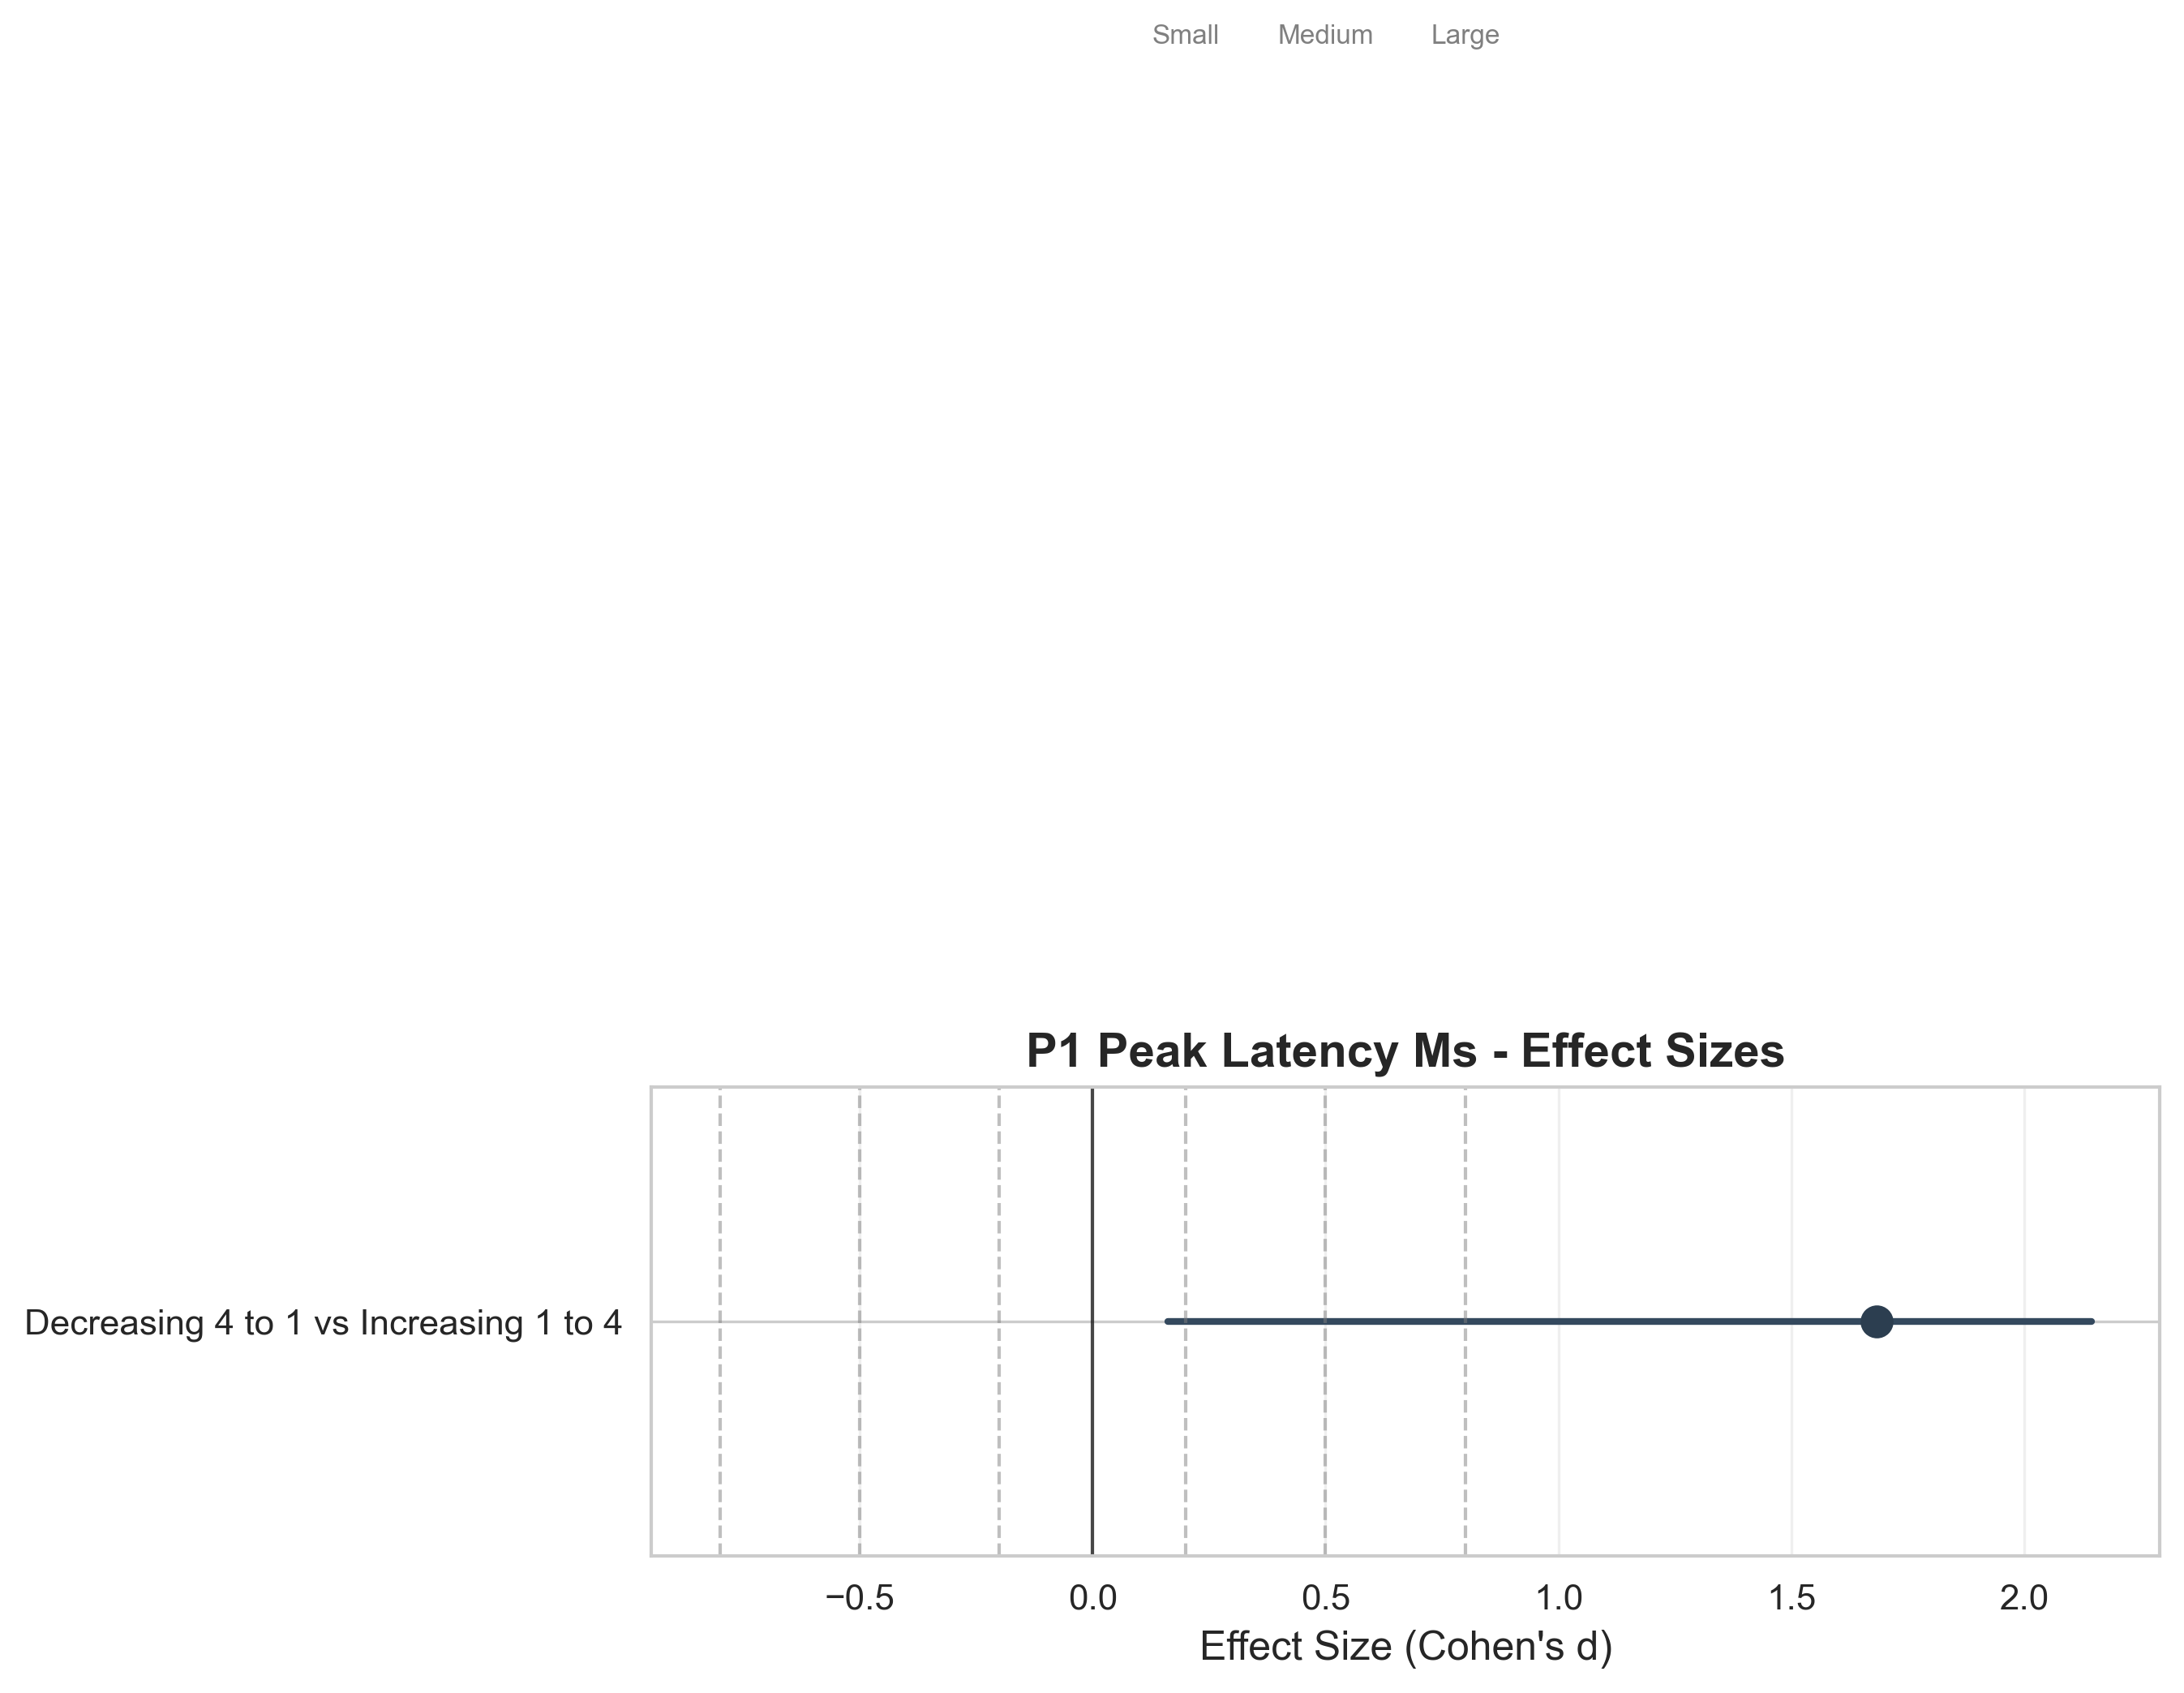 Small Medium Large
P1 Peak Latency Ms - Effect Sizes
Decreasing 4 to 1 vs Increasing 1 to 4
−0.5 0.0 0.5 1.0 1.5 2.0
Effect Size (Cohen's d)